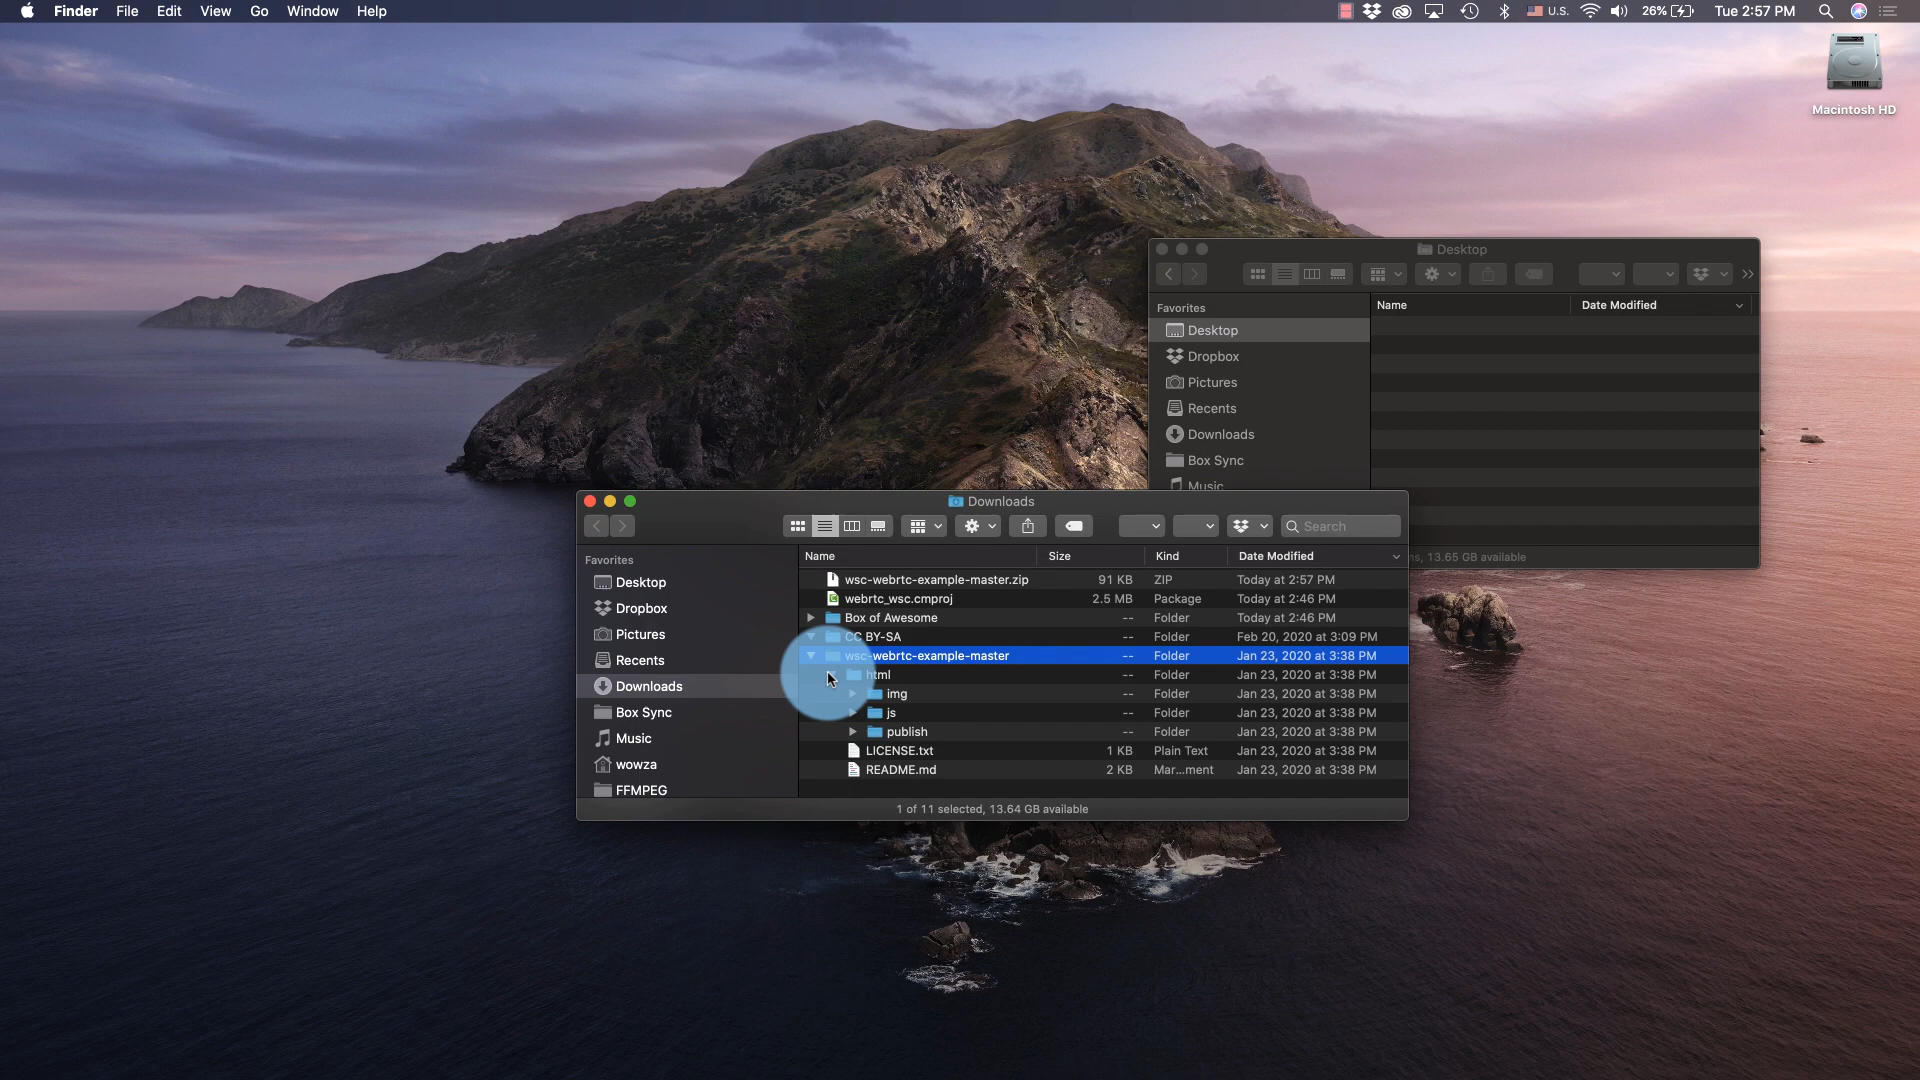 Finder File Edit View Go Window Help
U.S. 26% Tue 2:57 PM
Macintosh HD
Desktop
Favorites
Name Date Modified
Desktop
Dropbox
Pictures
Recents
Downloads
Box Sync
Music
13.65 GB available
Downloads
Search
Favorites
Desktop
Dropbox
Pictures
Recents
Downloads
Box Sync
Music
wowza
FFMPEG
Name Size Kind Date Modified
wsc-webrtc-example-master.zip 91 KB ZIP Today at 2:57 PM
webrtc_wsc.cmproj 2.5 MB Package Today at 2:46 PM
Box of Awesome -- Folder Today at 2:46 PM
CC BY-SA -- Folder Feb 20, 2020 at 3:09 PM
wsc-webrtc-example-master -- Folder Jan 23, 2020 at 3:38 PM
html -- Folder Jan 23, 2020 at 3:38 PM
img -- Folder Jan 23, 2020 at 3:38 PM
js -- Folder Jan 23, 2020 at 3:38 PM
publish -- Folder Jan 23, 2020 at 3:38 PM
LICENSE.txt 1 KB Plain Text Jan 23, 2020 at 3:38 PM
README.md 2 KB Mar...ment Jan 23, 2020 at 3:38 PM
1 of 11 selected, 13.64 GB available